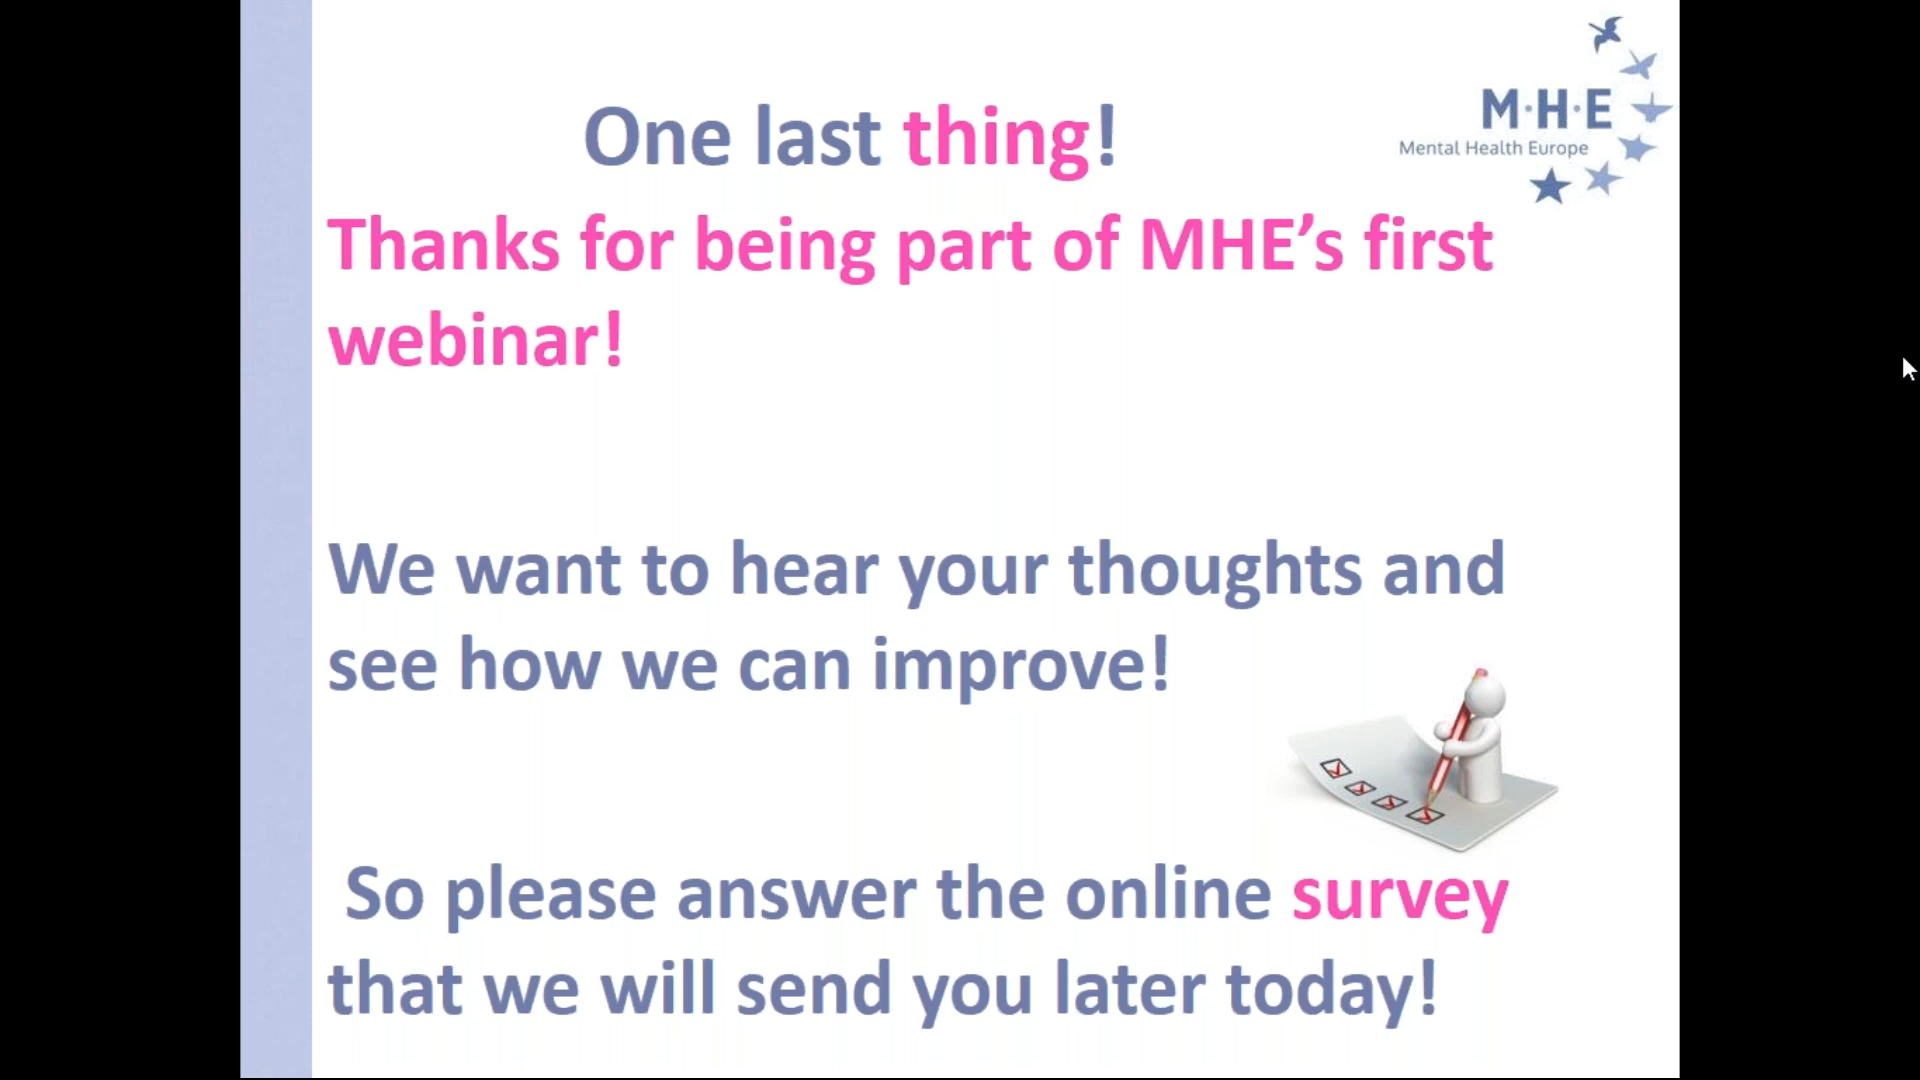 One last thing!
M·H·E
Mental Health Europe
Thanks for being part of MHE’s first
webinar!
We want to hear your thoughts and
see how we can improve!
So please answer the online survey
that we will send you later today!